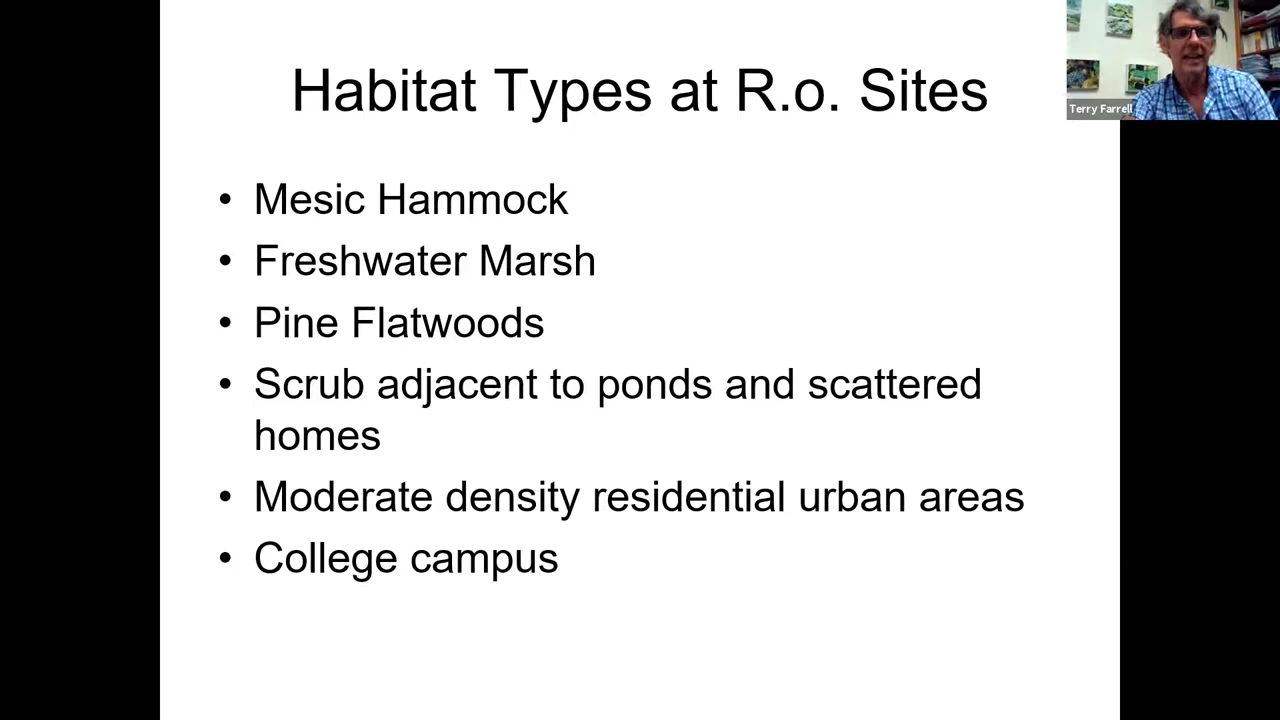 Habitat Types at R.o. Sites
Terry Farrell
• Mesic Hammock
• Freshwater Marsh
• Pine Flatwoods
• Scrub adjacent to ponds and scattered
homes
• Moderate density residential urban areas
• College campus